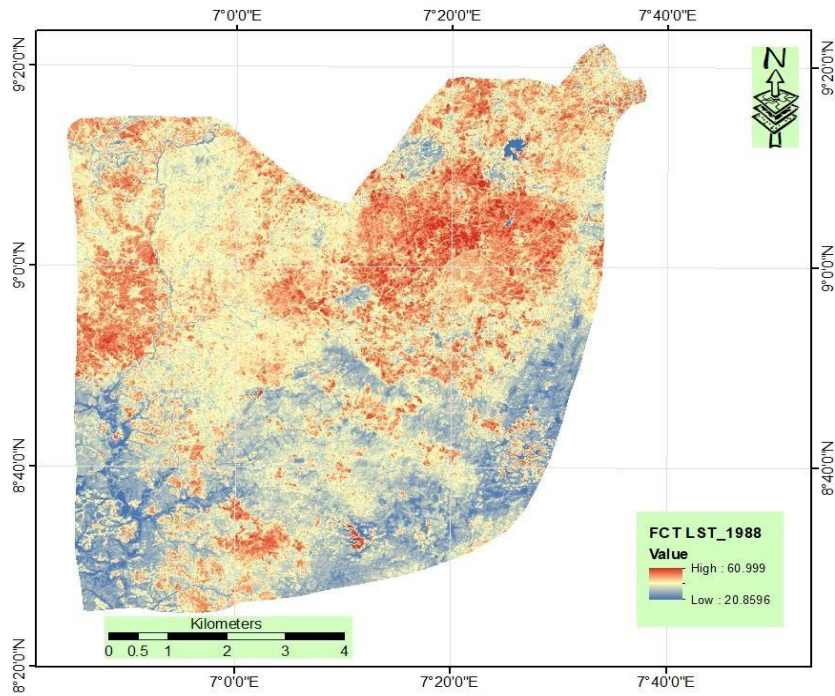 7°0'0"E 7°20'0"E 7°40'0"E
N
9°20'0"N 9°20'0"N
9°0'0"N 9°0'0"N
8°40'0"N 8°40'0"N
FCT LST_1988
Value
High : 60.999
Low : 20.8596
Kilometers
0 0.5 1 2 3 4
8°20'0"N
7°0'0"E 7°20'0"E 7°40'0"E